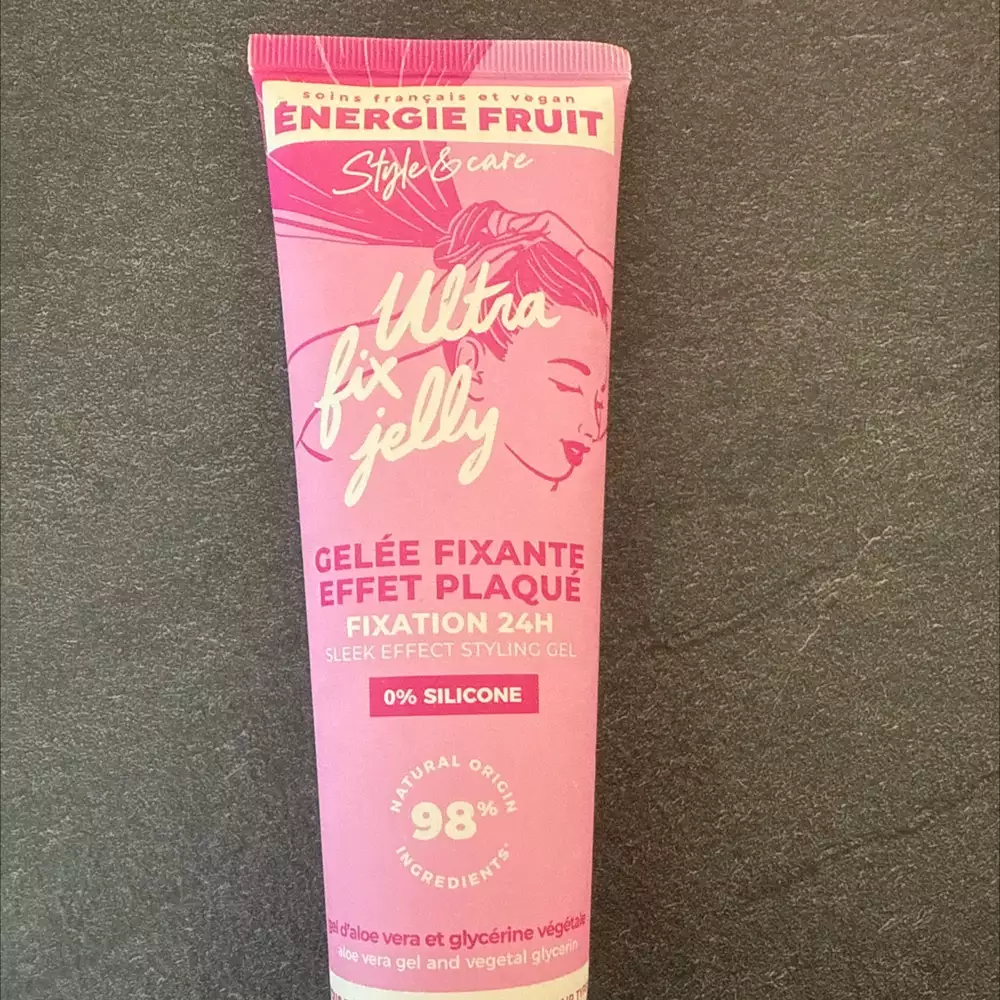 soins français et vegan
ÉNERGIE FRUIT
Style & care
Ultra
fix
jelly
GELÉE FIXANTE
EFFET PLAQUÉ
FIXATION 24H
SLEEK EFFECT STYLING GEL
0% SILICONE
NATURAL ORIGIN
98%
INGREDIENTS*
gel d'aloe vera et glycérine végétale
aloe vera gel and vegetal glycerin